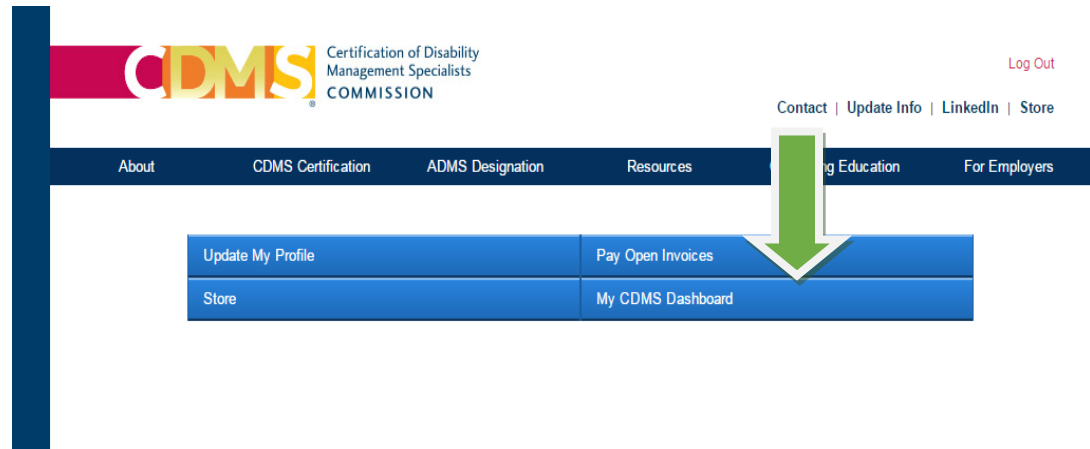 CDMS
Certification of Disability
Management Specialists
COMMISSION
®
Log Out
Contact | Update Info | LinkedIn | Store
About CDMS Certification ADMS Designation Resources Education For Employers
Update My Profile Pay Open Invoices
Store My CDMS Dashboard